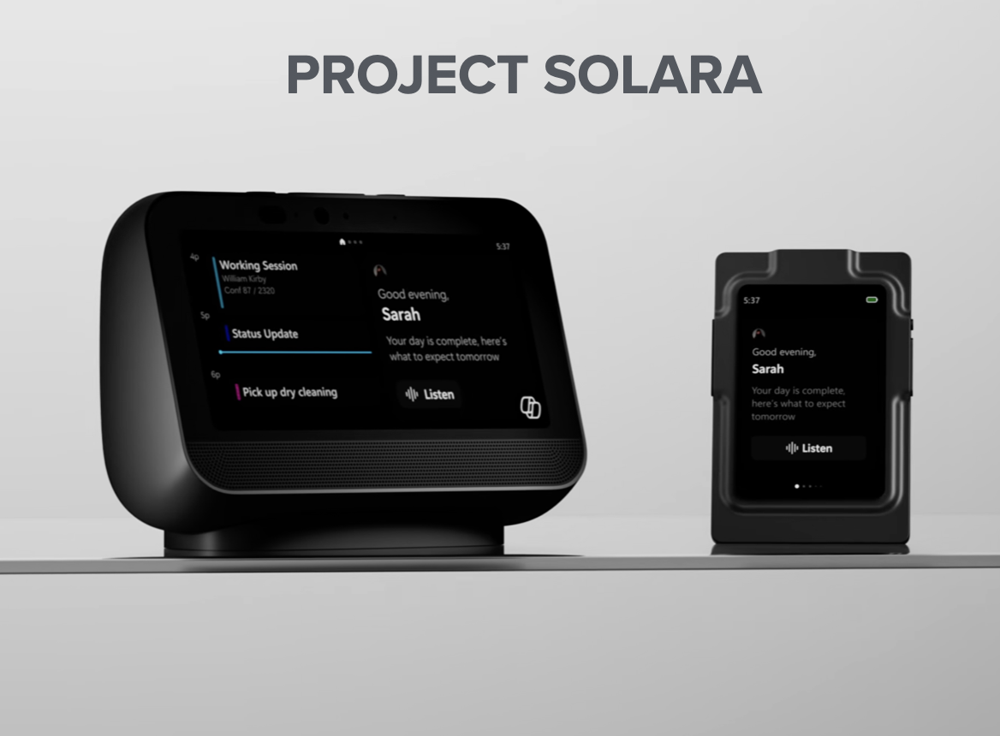 PROJECT SOLARA
4p
Working Session
William Kirby
Conf 87 / 2320
5p
Status Update
6p
Pick up dry cleaning
5:37
Good evening,
Sarah
Your day is complete, here's
what to expect tomorrow
Listen
5:37
Good evening,
Sarah
Your day is complete,
here's what to expect
tomorrow
Listen